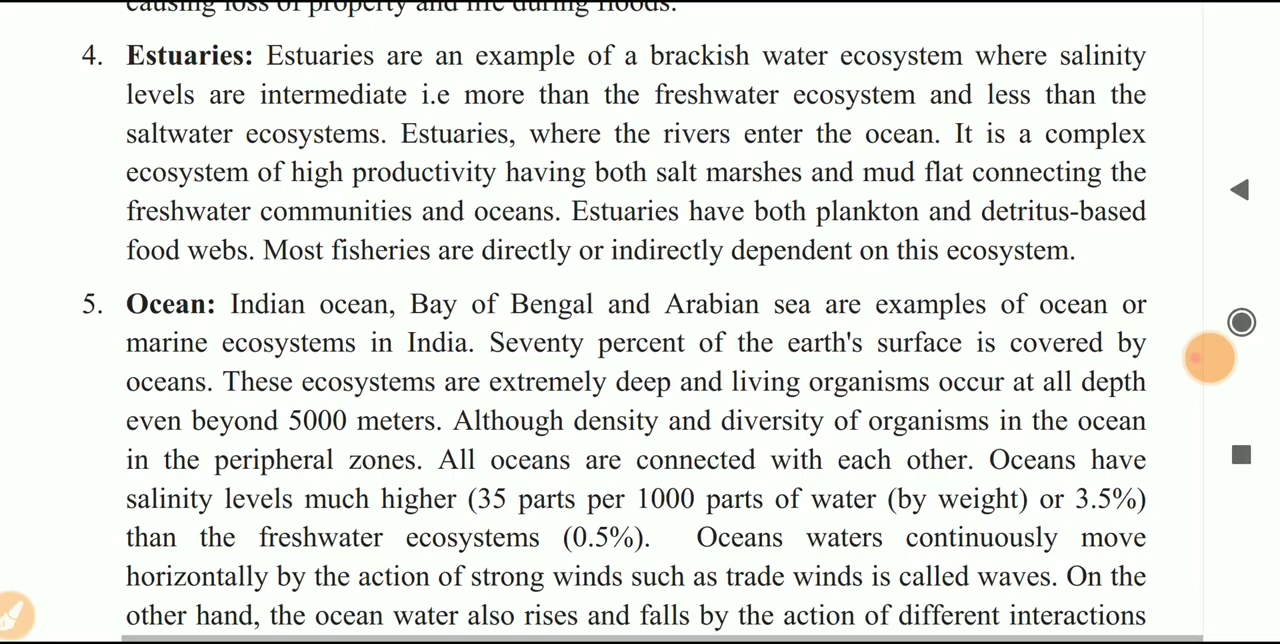 causing loss of property and life during floods.
4. Estuaries: Estuaries are an example of a brackish water ecosystem where salinity
levels are intermediate i.e more than the freshwater ecosystem and less than the
saltwater ecosystems. Estuaries, where the rivers enter the ocean. It is a complex
ecosystem of high productivity having both salt marshes and mud flat connecting the
freshwater communities and oceans. Estuaries have both plankton and detritus-based
food webs. Most fisheries are directly or indirectly dependent on this ecosystem.
5. Ocean: Indian ocean, Bay of Bengal and Arabian sea are examples of ocean or
marine ecosystems in India. Seventy percent of the earth's surface is covered by
oceans. These ecosystems are extremely deep and living organisms occur at all depth
even beyond 5000 meters. Although density and diversity of organisms in the ocean
in the peripheral zones. All oceans are connected with each other. Oceans have
salinity levels much higher (35 parts per 1000 parts of water (by weight) or 3.5%)
than the freshwater ecosystems (0.5%). Oceans waters continuously move
horizontally by the action of strong winds such as trade winds is called waves. On the
other hand, the ocean water also rises and falls by the action of different interactions